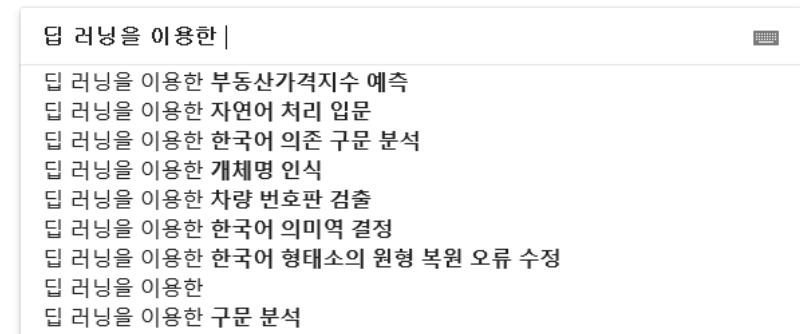 딥 러닝을 이용한
딥 러닝을 이용한 부동산가격지수 예측
딥 러닝을 이용한 자연어 처리 입문
딥 러닝을 이용한 한국어 의존 구문 분석
딥 러닝을 이용한 개체명 인식
딥 러닝을 이용한 차량 번호판 검출
딥 러닝을 이용한 한국어 의미역 결정
딥 러닝을 이용한 한국어 형태소의 원형 복원 오류 수정
딥 러닝을 이용한
딥 러닝을 이용한 구문 분석